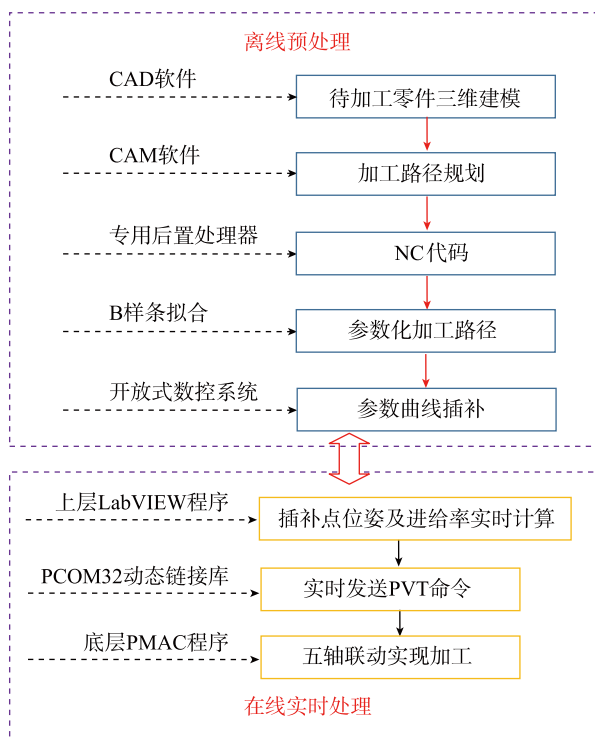 离线预处理
CAD软件
待加工零件三维建模
CAM软件
加工路径规划
专用后置处理器
NC代码
B样条拟合
参数化加工路径
开放式数控系统
参数曲线插补
上层LabVIEW程序
插补点位姿及进给率实时计算
PCOM32动态链接库
实时发送PVT命令
底层PMAC程序
五轴联动实现加工
在线实时处理